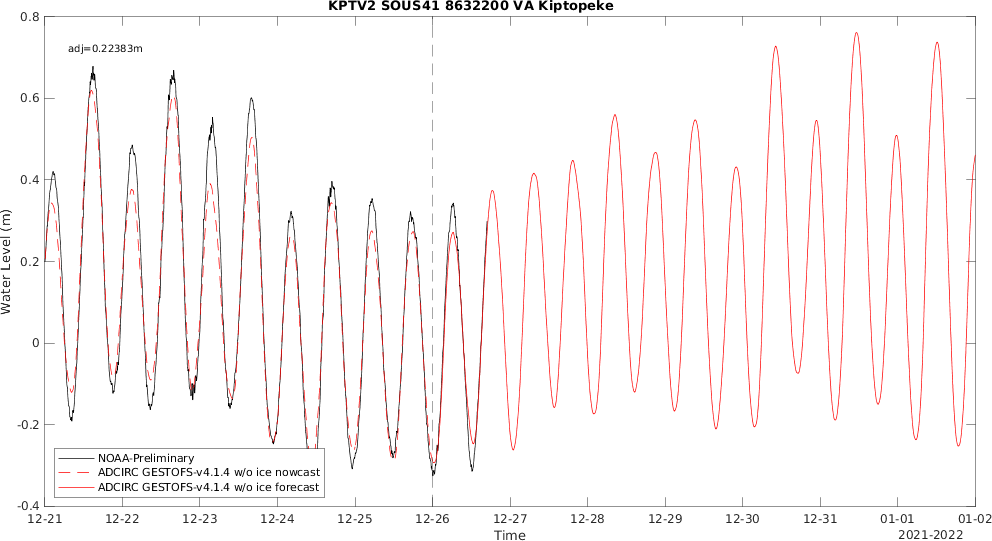 KPTV2 SOUS41 8632200 VA Kiptopeke
adj=0.22383m
Water Level (m)
0.8
0.6
0.4
0.2
0
-0.2
-0.4
NOAA-Preliminary
ADCIRC GESTOFS-v4.1.4 w/o ice nowcast
ADCIRC GESTOFS-v4.1.4 w/o ice forecast
12-21 12-22 12-23 12-24 12-25 12-26 12-27 12-28 12-29 12-30 12-31 01-01 01-02
Time
2021-2022